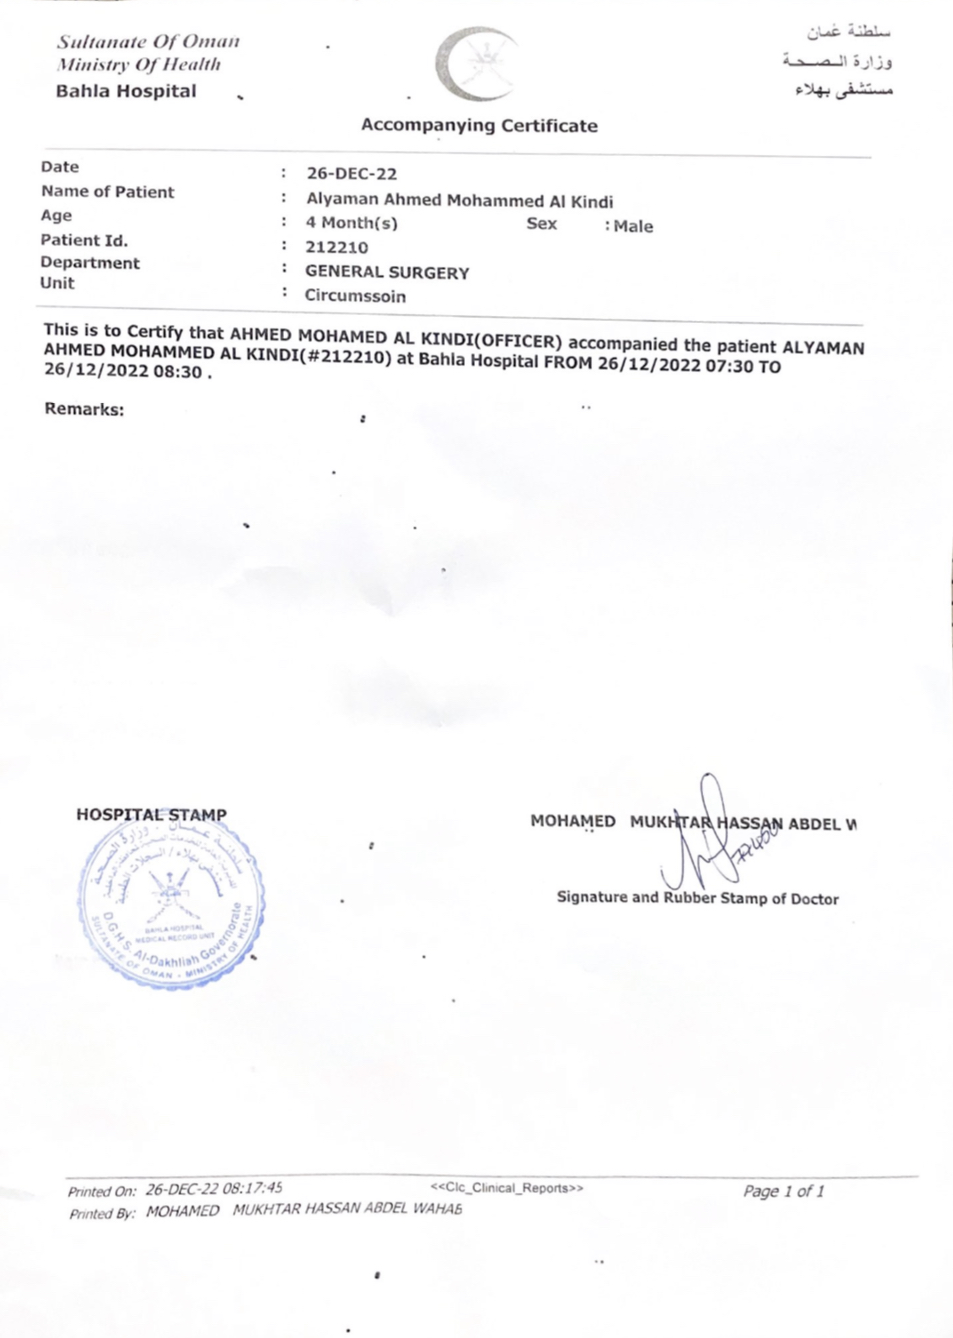 Sultanate Of Oman
Ministry Of Health
Bahla Hospital
سلطنة عُمان
وزارة الـصـحـة
مستشفى بهلاء
Accompanying Certificate
Date : 26-DEC-22
Name of Patient : Alyaman Ahmed Mohammed Al Kindi
Age : 4 Month(s) Sex : Male
Patient Id. : 212210
Department : GENERAL SURGERY
Unit : Circumssoin
This is to Certify that AHMED MOHAMED AL KINDI(OFFICER) accompanied the patient ALYAMAN
AHMED MOHAMMED AL KINDI(#212210) at Bahla Hospital FROM 26/12/2022 07:30 TO
26/12/2022 08:30 .
Remarks:
HOSPITAL STAMP
سلطنة عمان - وزارة الصحة
مستشفى بهلاء / السجلات الطبية
BAHLA HOSPITAL
MEDICAL RECORD UNIT
D.G.H.S. Al-Dakhliah Governorate
SULTANATE OF OMAN - MINISTRY OF HEALTH
MOHAMED MUKHTAR HASSAN ABDEL W
Signature and Rubber Stamp of Doctor
Printed On: 26-DEC-22 08:17:45 <<Clc_Clinical_Reports>> Page 1 of 1
Printed By: MOHAMED MUKHTAR HASSAN ABDEL WAHAB